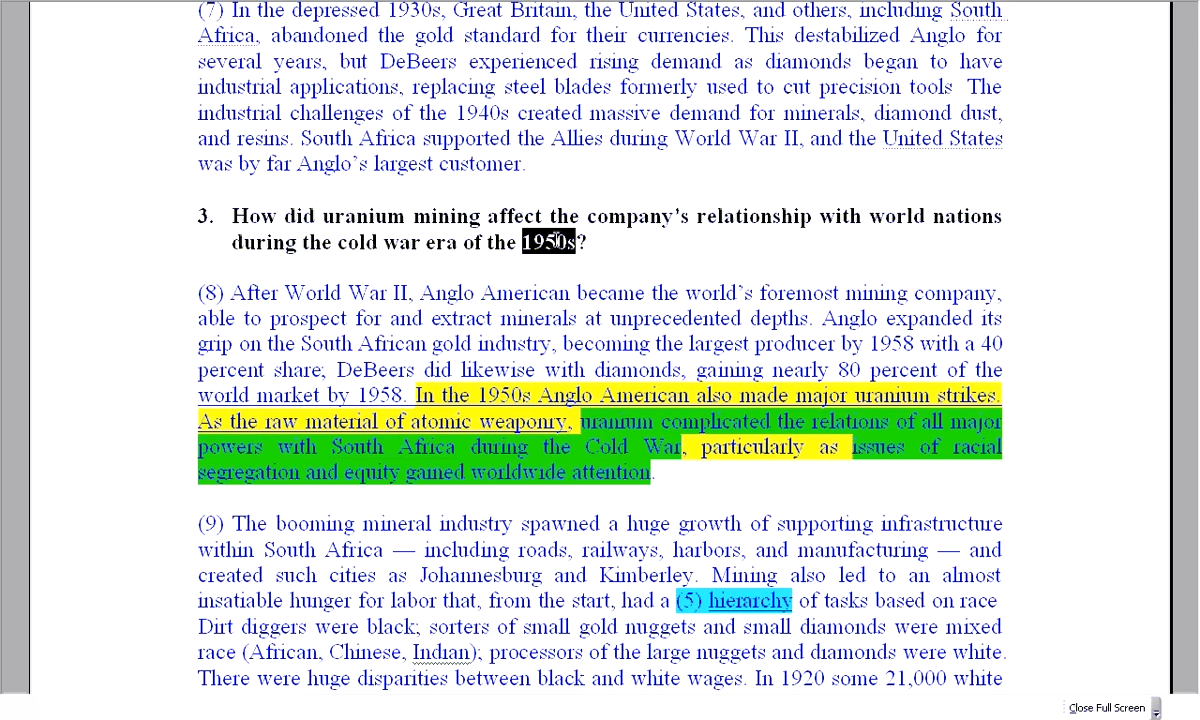 (7) In the depressed 1930s, Great Britain, the United States, and others, including South
Africa, abandoned the gold standard for their currencies. This destabilized Anglo for
several years, but DeBeers experienced rising demand as diamonds began to have
industrial applications, replacing steel blades formerly used to cut precision tools The
industrial challenges of the 1940s created massive demand for minerals, diamond dust,
and resins. South Africa supported the Allies during World War II, and the United States
was by far Anglo's largest customer.
3. How did uranium mining affect the company's relationship with world nations
during the cold war era of the 1950s?
(8) After World War II, Anglo American became the world's foremost mining company,
able to prospect for and extract minerals at unprecedented depths. Anglo expanded its
grip on the South African gold industry, becoming the largest producer by 1958 with a 40
percent share; DeBeers did likewise with diamonds, gaining nearly 80 percent of the
world market by 1958. In the 1950s Anglo American also made major uranium strikes.
As the raw material of atomic weaponry, uranium complicated the relations of all major
powers with South Africa during the Cold War, particularly as issues of racial
segregation and equity gained worldwide attention.
(9) The booming mineral industry spawned a huge growth of supporting infrastructure
within South Africa — including roads, railways, harbors, and manufacturing — and
created such cities as Johannesburg and Kimberley. Mining also led to an almost
insatiable hunger for labor that, from the start, had a (5) hierarchy of tasks based on race
Dirt diggers were black; sorters of small gold nuggets and small diamonds were mixed
race (African, Chinese, Indian); processors of the large nuggets and diamonds were white.
There were huge disparities between black and white wages. In 1920 some 21,000 white
Close Full Screen